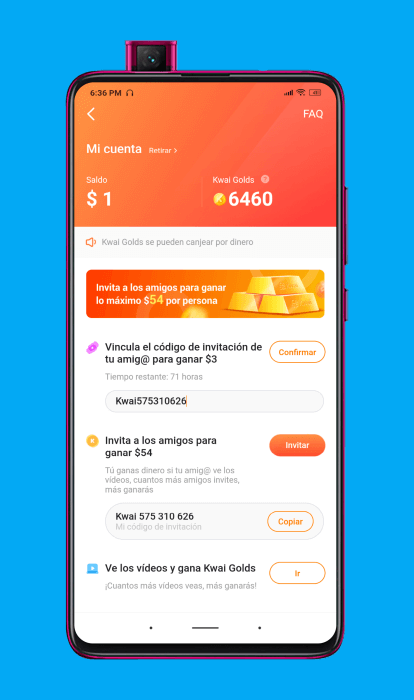 6:36 PM
FAQ
Mi cuenta Retirar >
Saldo
Kwai Golds ?
$ 1
6460
Kwai Golds se pueden canjear por dinero
Invita a los amigos para ganar
lo máximo $54 por persona
Vincula el código de invitación de
tu amig@ para ganar $3
Confirmar
Tiempo restante: 71 horas
Kwai575310626
Invita a los amigos para
ganar $54
Invitar
Tú ganas dinero si tu amig@ ve los
vídeos, cuantos más amigos invites,
más ganarás
Kwai 575 310 626
Mi código de invitación
Copiar
Ve los vídeos y gana Kwai Golds
Ir
¡Cuantos más vídeos veas, más ganarás!